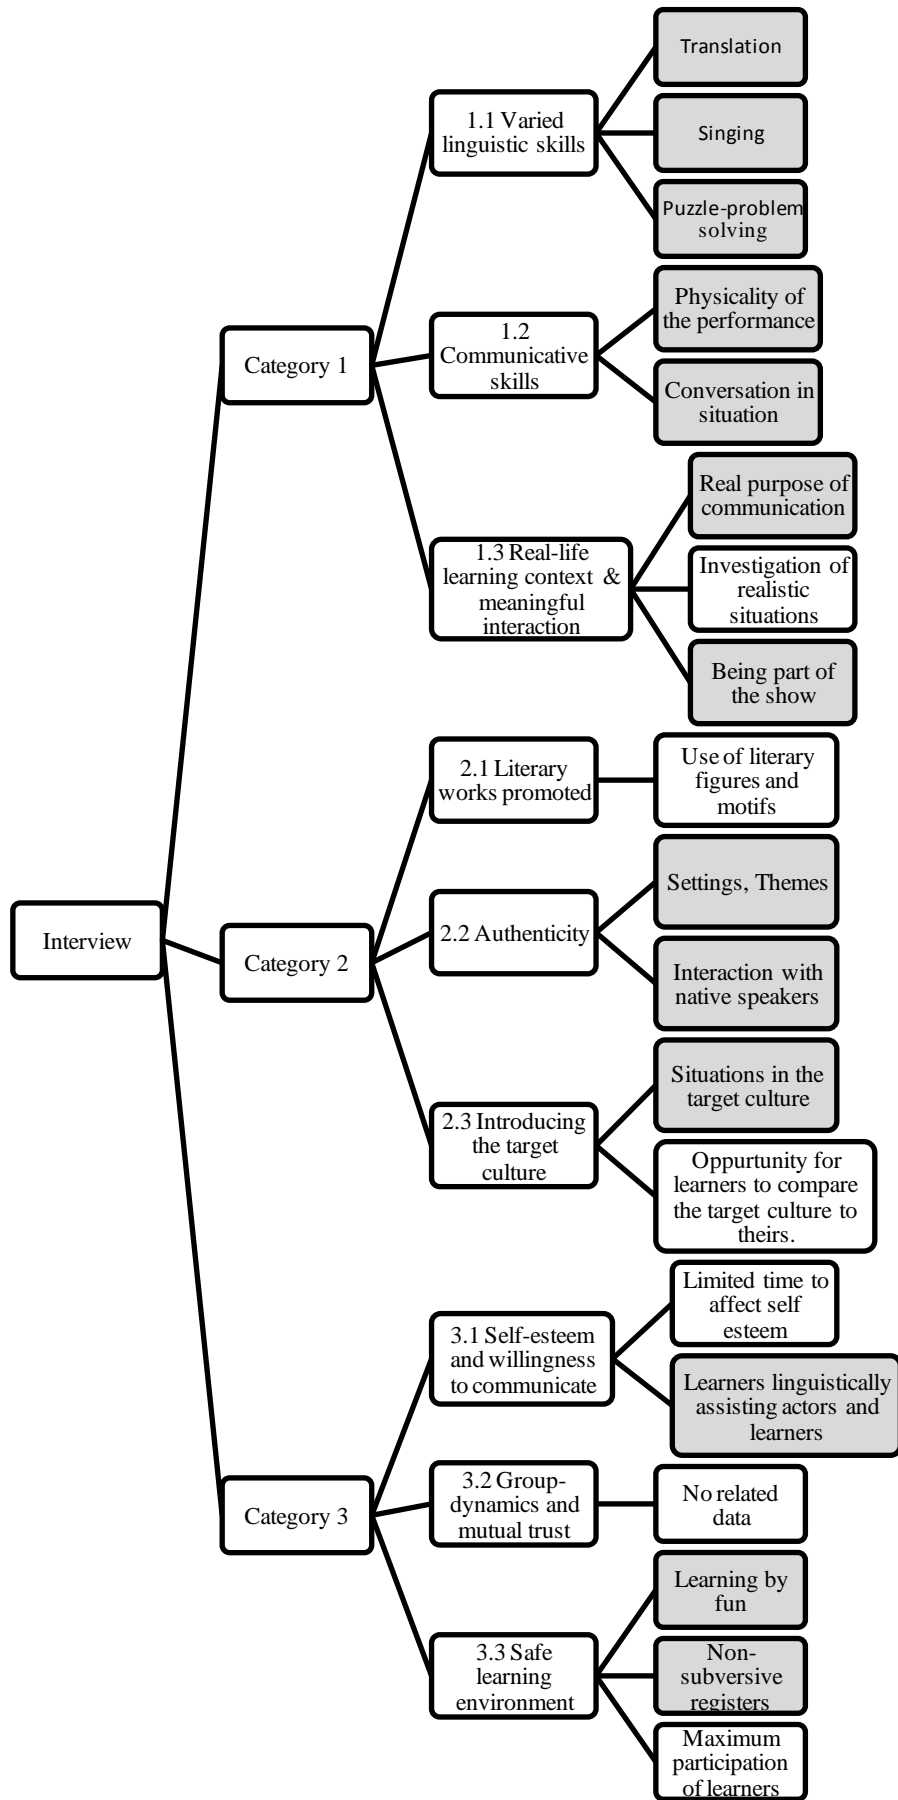 Interview
Category 1
1.1 Varied
linguistic skills
Translation
Singing
Puzzle-problem
solving
1.2
Communicative
skills
Physicality of
the performance
Conversation in
situation
1.3 Real-life
learning context &
meaningful
interaction
Real purpose of
communication
Investigation of
realistic
situations
Being part of
the show
Category 2
2.1 Literary
works promoted
Use of literary
figures and
motifs
2.2 Authenticity
Settings, Themes
Interaction with
native speakers
2.3 Introducing
the target
culture
Situations in the
target culture
Oppurtunity for
learners to compare
the target culture to
theirs.
Category 3
3.1 Self-esteem
and willingness
to communicate
Limited time to
affect self
esteem
Learners linguistically
assisting actors and
learners
3.2 Group-
dynamics and
mutual trust
No related
data
3.3 Safe
learning
environment
Learning by
fun
Non-
subversive
registers
Maximum
participation
of learners